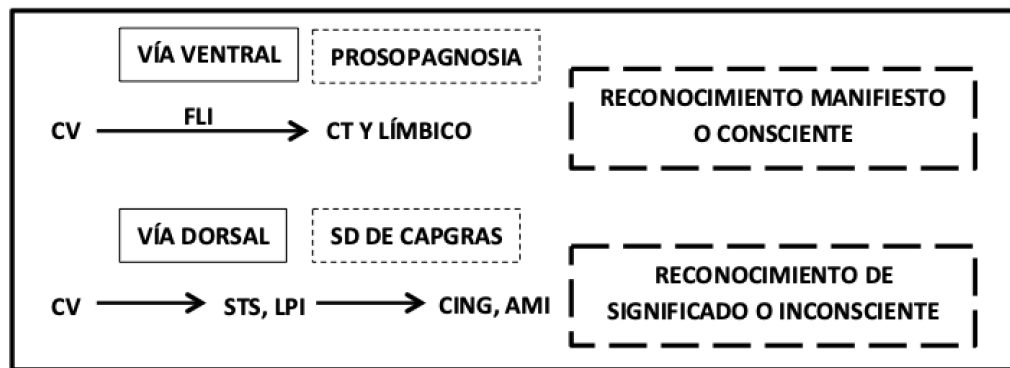 VÍA VENTRAL
PROSOPAGNOSIA
CV
FLI
CT Y LÍMBICO
RECONOCIMIENTO MANIFIESTO
O CONSCIENTE
VÍA DORSAL
SD DE CAPGRAS
CV
STS, LPI
CING, AMI
RECONOCIMIENTO DE
SIGNIFICADO O INCONSCIENTE